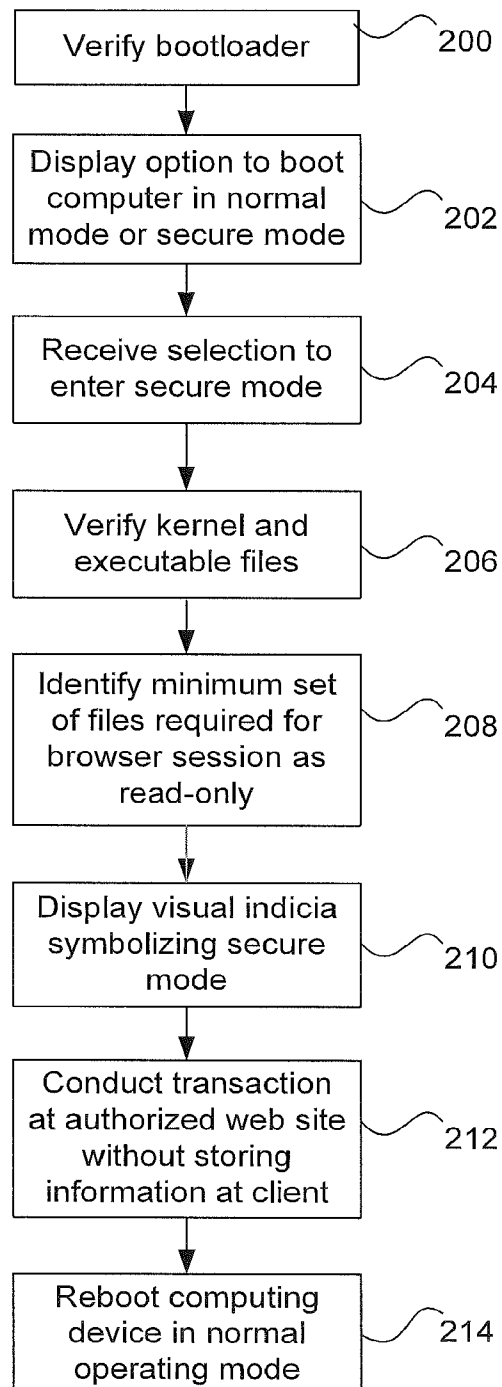 Verify bootloader
200
Display option to boot
computer in normal
mode or secure mode
202
Receive selection to
enter secure mode
204
Verify kernel and
executable files
206
Identify minimum set
of files required for
browser session as
read-only
208
Display visual indicia
symbolizing secure
mode
210
Conduct transaction
at authorized web site
without storing
information at client
212
Reboot computing
device in normal
operating mode
214